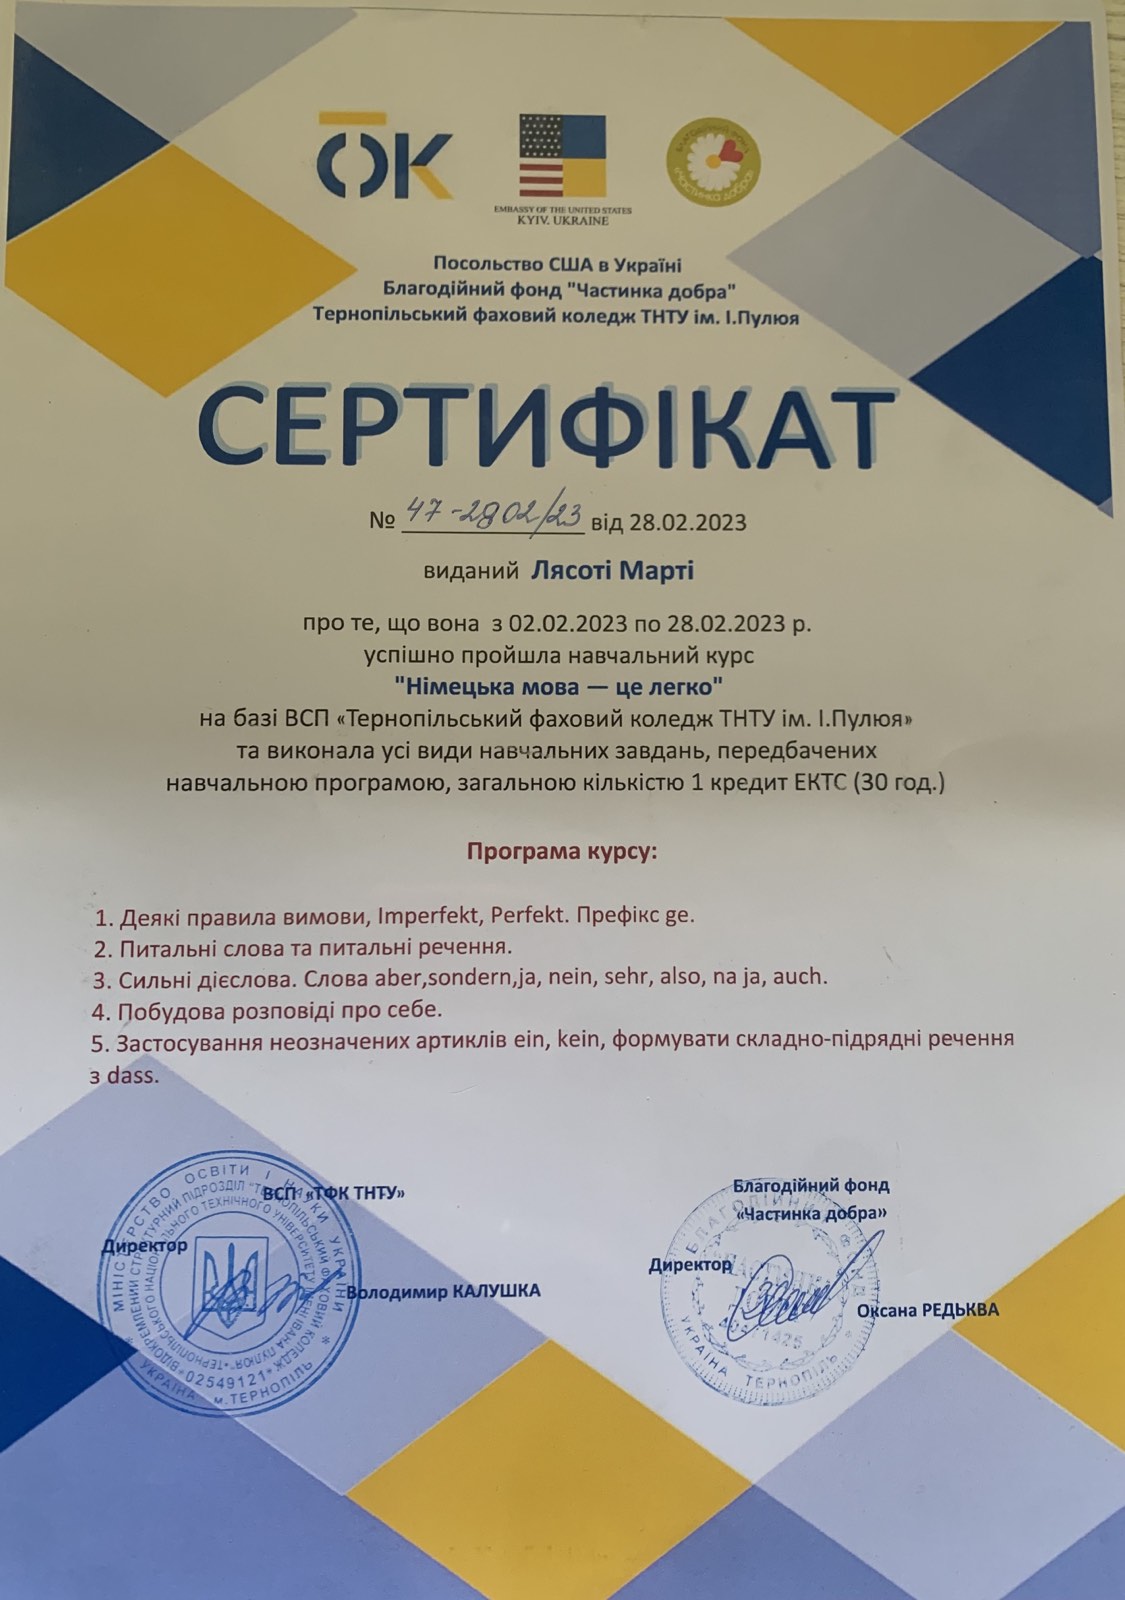 ОК
EMBASSY OF THE UNITED STATES
KYIV, UKRAINE
БЛАГОДІЙНИЙ ФОНД
«Частинка добра»
Посольство США в Україні
Благодійний фонд "Частинка добра"
Тернопільський фаховий коледж ТНТУ ім. І.Пулюя
СЕРТИФІКАТ
№ 47-2802/23 від 28.02.2023
виданий Лясоті Марті
про те, що вона з 02.02.2023 по 28.02.2023 р.
успішно пройшла навчальний курс
"Німецька мова — це легко"
на базі ВСП «Тернопільський фаховий коледж ТНТУ ім. І.Пулюя»
та виконала усі види навчальних завдань, передбачених
навчальною програмою, загальною кількістю 1 кредит ЕКТС (30 год.)
Програма курсу:
1. Деякі правила вимови, Imperfekt, Perfekt. Префікс ge.
2. Питальні слова та питальні речення.
3. Сильні дієслова. Слова aber,sondern,ja, nein, sehr, also, na ja, auch.
4. Побудова розповіді про себе.
5. Застосування неозначених артиклів ein, kein, формувати складно-підрядні речення
з dass.
ВСП «ТФК ТНТУ»
Директор
Володимир КАЛУШКА
МІНІСТЕРСТВО ОСВІТИ І НАУКИ УКРАЇНИ
* УКРАЇНА м.ТЕРНОПІЛЬ *
ВІДОКРЕМЛЕНИЙ СТРУКТУРНИЙ ПІДРОЗДІЛ "ТЕРНОПІЛЬСЬКИЙ ФАХОВИЙ КОЛЕДЖ
ТЕРНОПІЛЬСЬКОГО НАЦІОНАЛЬНОГО ТЕХНІЧНОГО УНІВЕРСИТЕТУ ІМЕНІ ІВАНА ПУЛЮЯ"
*02549121*
Благодійний фонд
«Частинка добра»
Директор
Оксана РЕДЬКВА
БЛАГОДІЙНИЙ ФОНД
УКРАЇНА ТЕРНОПІЛЬ